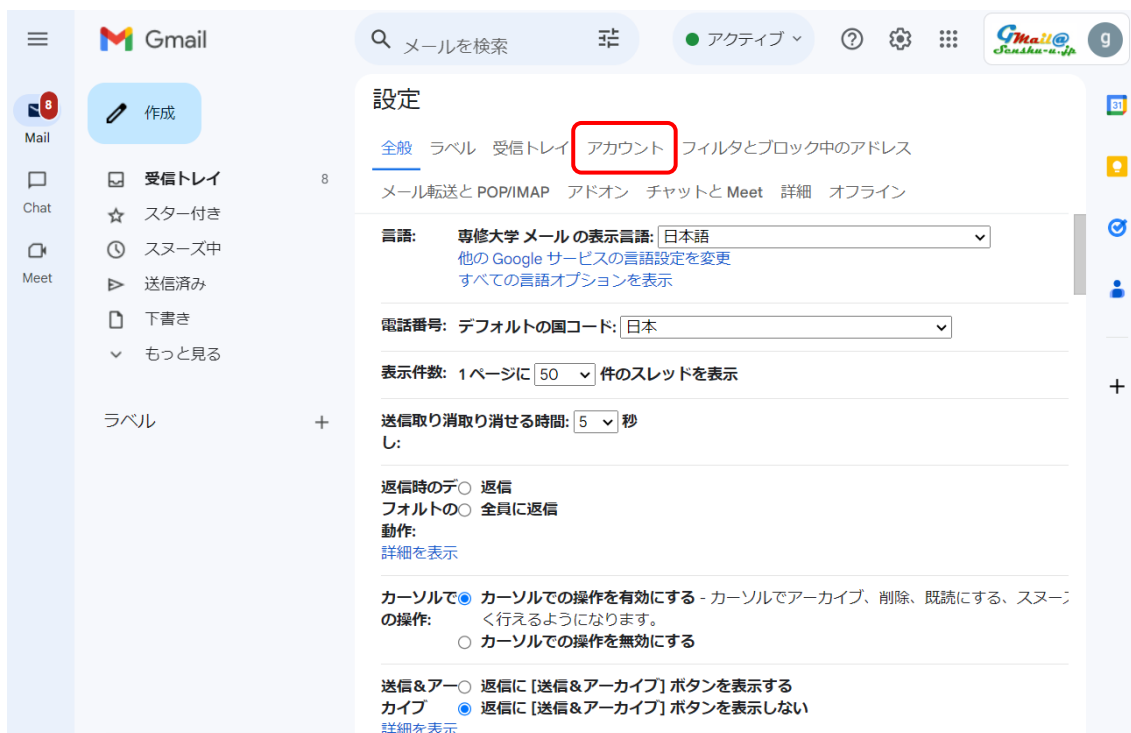 Gmail
メールを検索
アクティブ
GMail@
Senshu-u.jp
g
8
Mail
Chat
Meet
作成
受信トレイ 8
スター付き
スヌーズ中
送信済み
下書き
もっと見る
ラベル
設定
全般 ラベル 受信トレイ アカウント フィルタとブロック中のアドレス
メール転送と POP/IMAP アドオン チャットと Meet 詳細 オフライン
言語: 専修大学 メール の表示言語: 日本語
他の Google サービスの言語設定を変更
すべての言語オプションを表示
電話番号: デフォルトの国コード: 日本
表示件数: 1 ページに 50 件のスレッドを表示
送信取り消し: 取り消せる時間: 5 秒
返信時のデフォルトの動作:
詳細を表示
返信
全員に返信
カーソルでの操作:
カーソルでの操作を有効にする - カーソルでアーカイブ、削除、既読にする、スヌーズ
く行えるようになります。
カーソルでの操作を無効にする
送信&アーカイブ
詳細を表示
返信に [送信&アーカイブ] ボタンを表示する
返信に [送信&アーカイブ] ボタンを表示しない
31